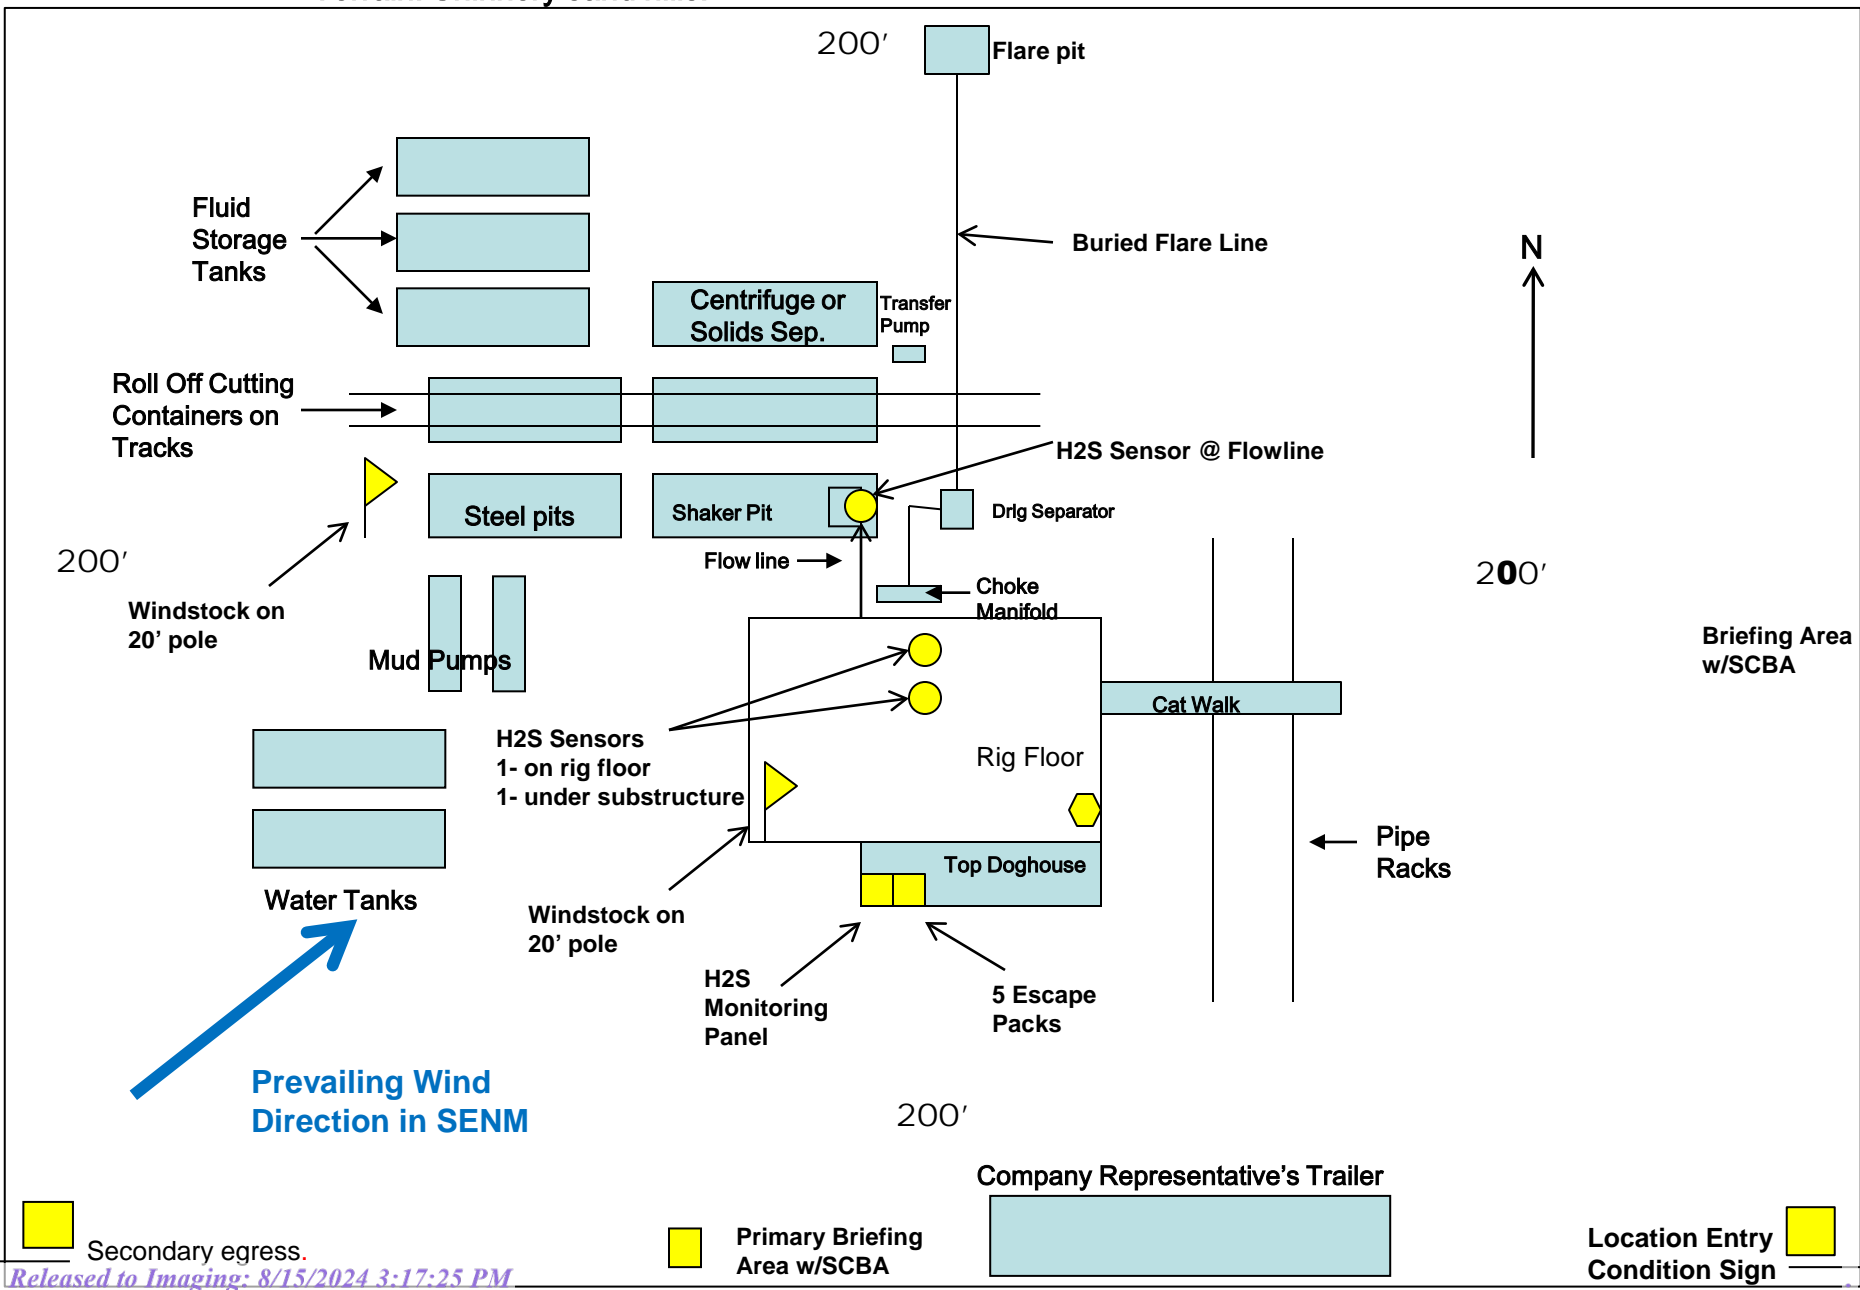 200'
Flare pit
Fluid
Storage
Tanks
Buried Flare Line
N
Centrifuge or
Solids Sep.
Transfer
Pump
Roll Off Cutting
Containers on
Tracks
H2S Sensor @ Flowline
Steel pits
Shaker Pit
Drlg Separator
200'
Flow line
200'
Choke
Manifold
Windstock on
20' pole
Briefing Area
w/SCBA
Mud Pumps
Cat Walk
H2S Sensors
1- on rig floor
1- under substructure
Rig Floor
Pipe
Racks
Top Doghouse
Water Tanks
Windstock on
20' pole
H2S
Monitoring
Panel
5 Escape
Packs
Prevailing Wind
Direction in SENM
200'
Company Representative's Trailer
Secondary egress.
Primary Briefing
Area w/SCBA
Location Entry
Condition Sign
Released to Imaging: 8/15/2024 3:17:25 PM